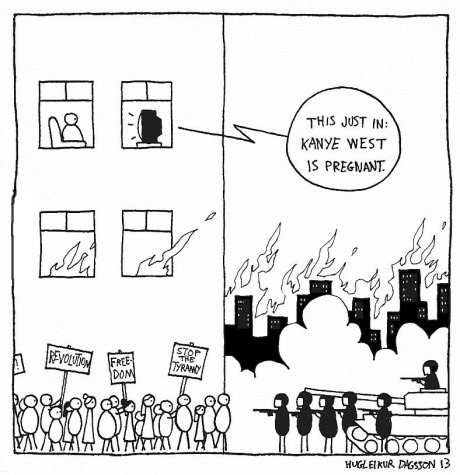 THIS JUST IN:
KANYE WEST
IS PREGNANT.
!
REVOLUTION
FREE-
DOM
STOP
THE
TYRANNY
HUGLEIKUR DAGSSON 13